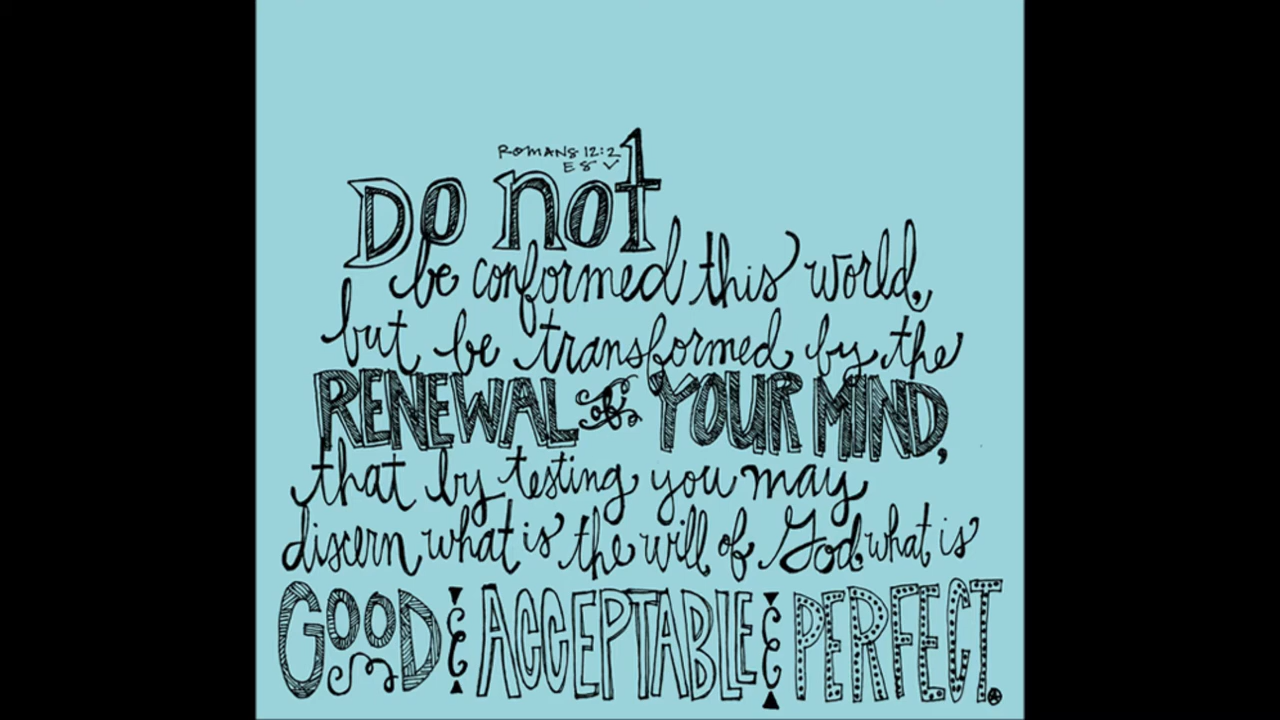 ROMANS 12:2
ESV
Do not
be conformed this world,
but be transformed by the
RENEWAL of YOUR MIND,
that by testing you may
discern what is the will of God what is
GOOD & ACCEPTABLE & PERFECT.